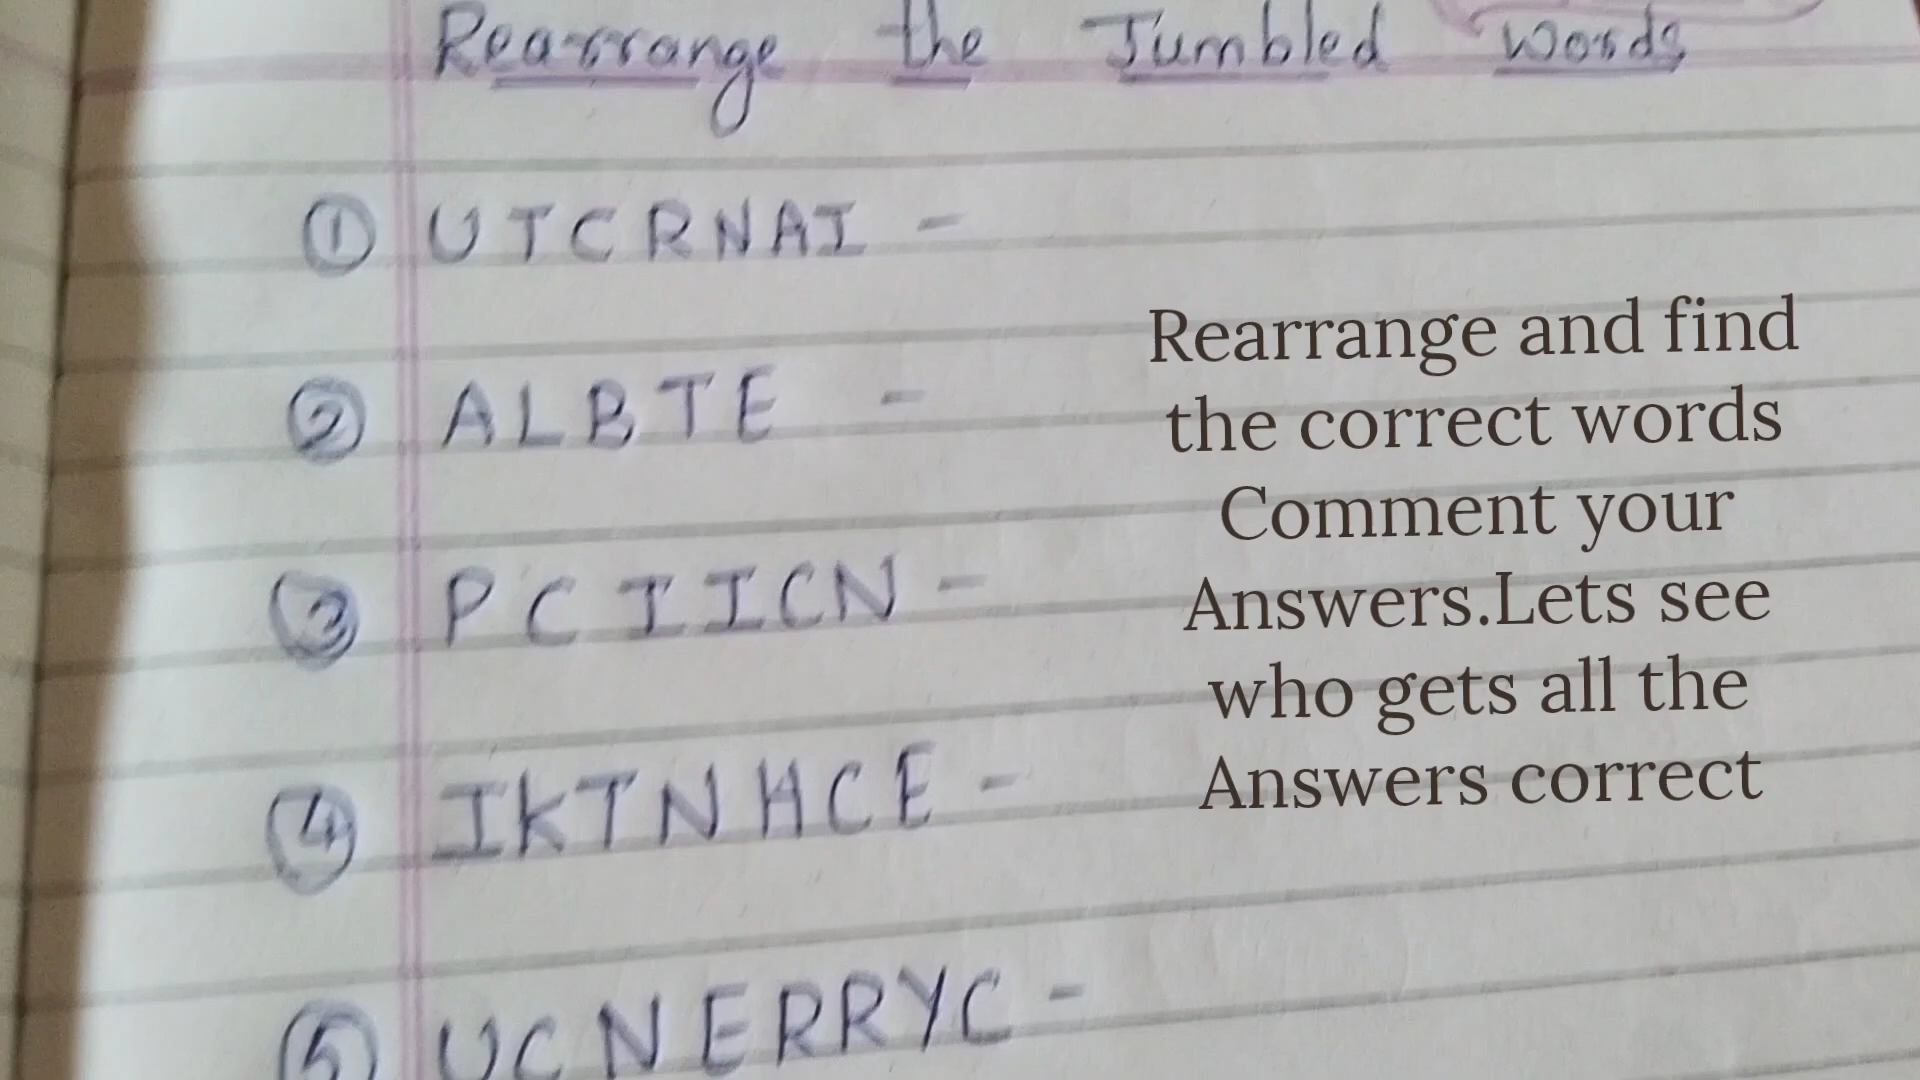 Rearrange the Jumbled words
① UTCRNAI -
② ALBTE -
③ PCIICN -
④ IKTNHCE -
⑤ UCNERRYC -
Rearrange and find
the correct words
Comment your
Answers.Lets see
who gets all the
Answers correct